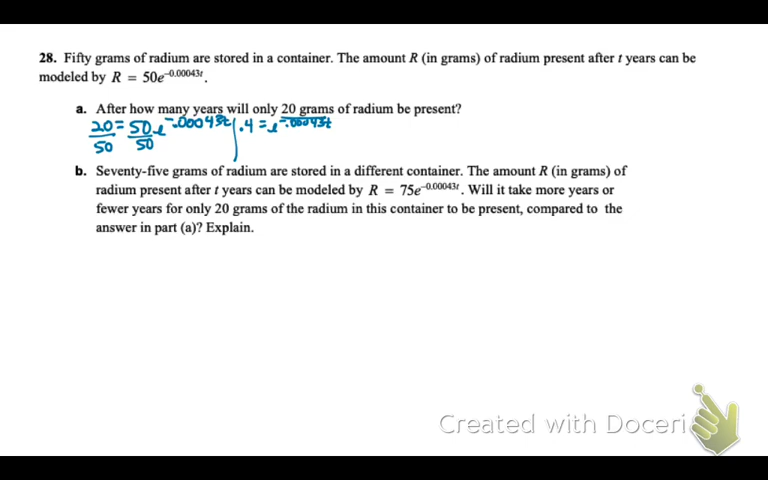 28. Fifty grams of radium are stored in a container. The amount R (in grams) of radium present after t years can be
modeled by R = 50e^−0.00043t.
a. After how many years will only 20 grams of radium be present?
20 = 50e^-.00043t | .4 = e^-.00043t
50 50
b. Seventy-five grams of radium are stored in a different container. The amount R (in grams) of
radium present after t years can be modeled by R = 75e^−0.00043t. Will it take more years or
fewer years for only 20 grams of the radium in this container to be present, compared to the
answer in part (a)? Explain.
Created with Doceri